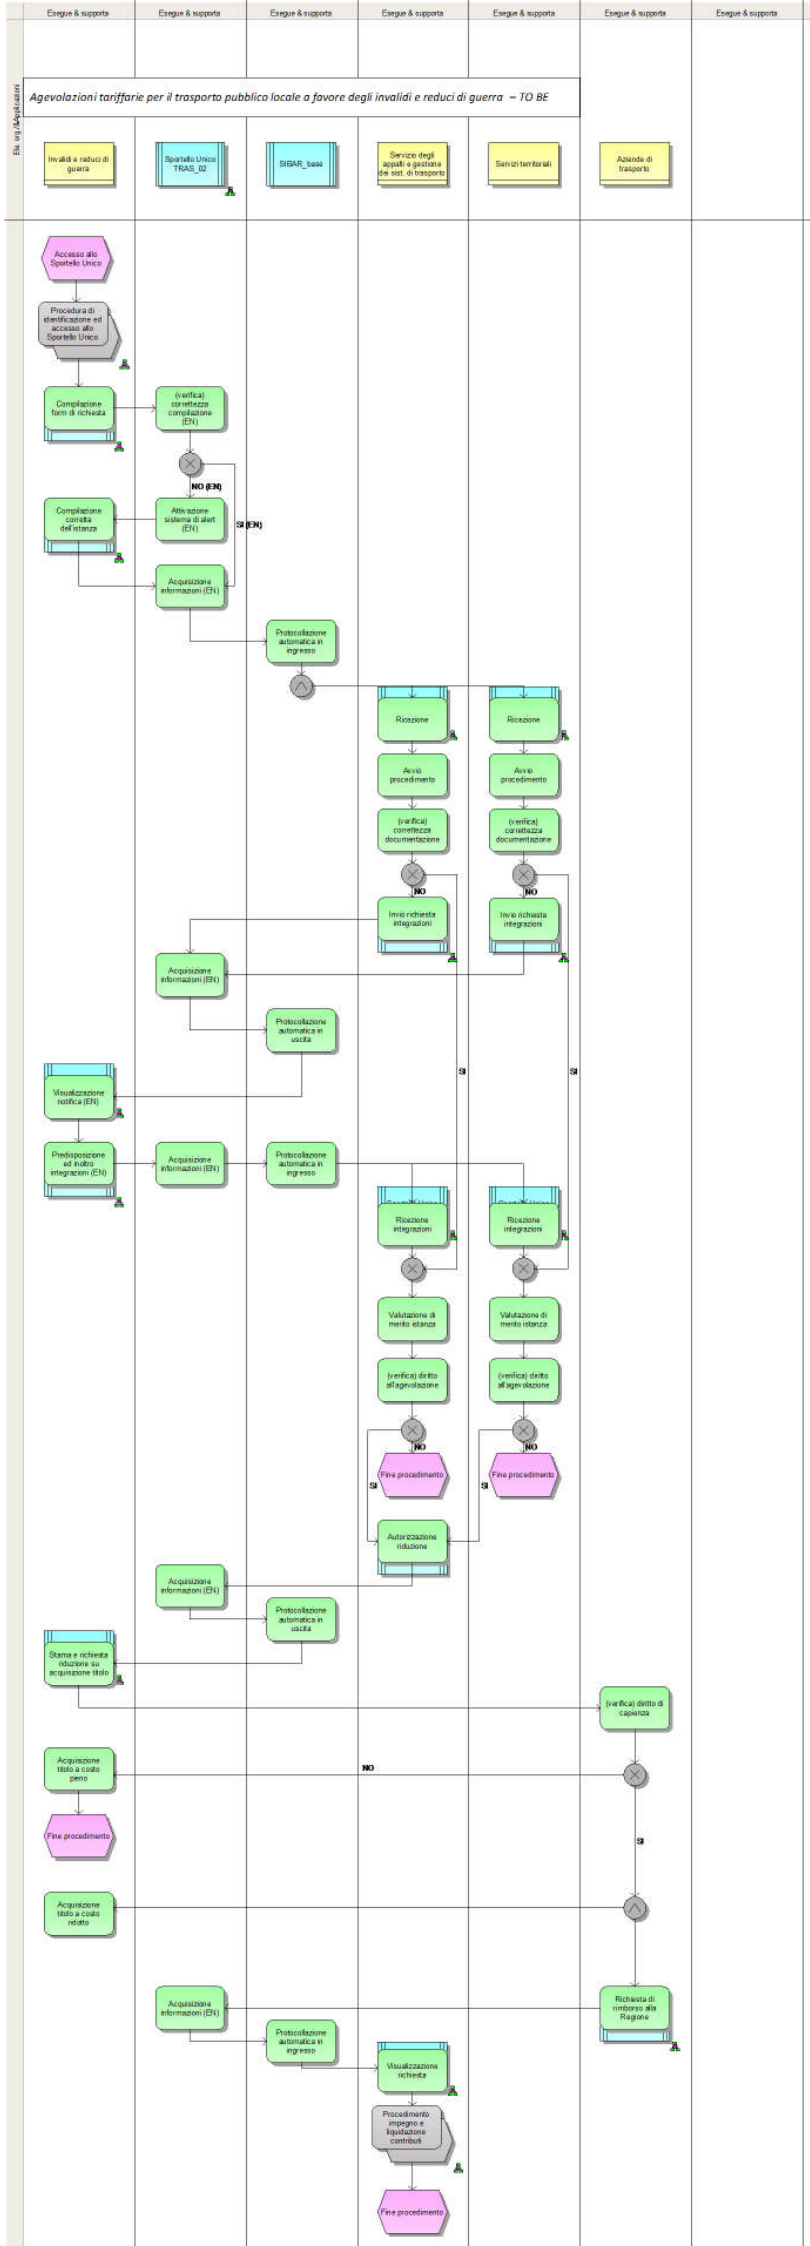 Esegue & supporta
Esegue & supporta
Esegue & supporta
Esegue & supporta
Esegue & supporta
Esegue & supporta
Esegue & supporta
Ele. org./&Applicazioni
Agevolazioni tariffarie per il trasporto pubblico locale a favore degli invalidi e reduci di guerra – TO BE
Invalidi e reduci di
guerra
Sportello Unico
TRAS_02
SIBAR_base
Servizio degli
appalti e gestione
dei sist. di trasporto
Servizi territoriali
Aziende di
trasporto
Accesso allo
Sportello Unico
Procedura di
identificazione ed
accesso allo
Sportello Unico
Compilazione
form di richiesta
(verifica)
correttezza
compilazione
(EN)
NO (EN)
SI (EN)
Compilazione
corretta
dell'istanza
Attivazione
sistema di alert
(EN)
Acquisizione
informazioni (EN)
Protocollazione
automatica in
ingresso
Ricezione
Ricezione
Avvio
procedimento
Avvio
procedimento
(verifica)
correttezza
documentazione
(verifica)
correttezza
documentazione
NO
NO
Invio richiesta
integrazioni
Invio richiesta
integrazioni
Acquisizione
informazioni (EN)
Protocollazione
automatica in
uscita
SI
SI
Visualizzazione
notifica (EN)
Predisposizione
ed inoltro
integrazioni (EN)
Acquisizione
informazioni (EN)
Protocollazione
automatica in
ingresso
Ricezione
integrazioni
Ricezione
integrazioni
Valutazione di
merito istanza
Valutazione di
merito istanza
(verifica) diritto
all'agevolazione
(verifica) diritto
all'agevolazione
NO
NO
SI
SI
Fine procedimento
Fine procedimento
Autorizzazione
riduzione
Acquisizione
informazioni (EN)
Protocollazione
automatica in
uscita
Stama e richiesta
riduzione su
acquisizione titolo
(verifica) diritto di
capienza
Acquisizione
titolo a costo
pieno
NO
Fine procedimento
SI
Acquisizione
titolo a costo
ridotto
Acquisizione
informazioni (EN)
Richiesta di
rimborso alla
Regione
Protocollazione
automatica in
ingresso
Visualizzazione
richiesta
Procedimento
impegno e
liquidazione
contributi
Fine procedimento